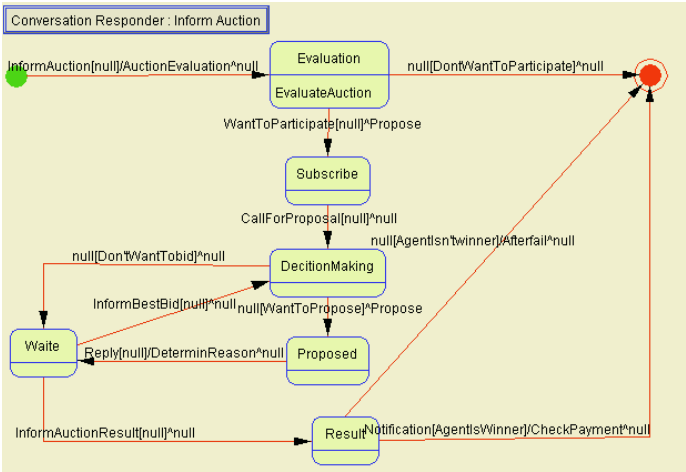 Conversation Responder : Inform Auction
InformAuction[null]/AuctionEvaluation^null
Evaluation
null[DontWantToParticipate]^null
EvaluateAuction
WantToParticipate[null]^Propose
Subscribe
CallForProposal[null]^null
null[AgentIsn'twinner]/Afterfail^null
null[Don'tWantTobid]^null
DecitionMaking
InformBestBid[null]^null
null[WantToPropose]^Propose
Waite
Reply[null]/DeterminReason^null
Proposed
InformAuctionResult[null]^null
Result
Notification[AgentIsWinner]/CheckPayment^null